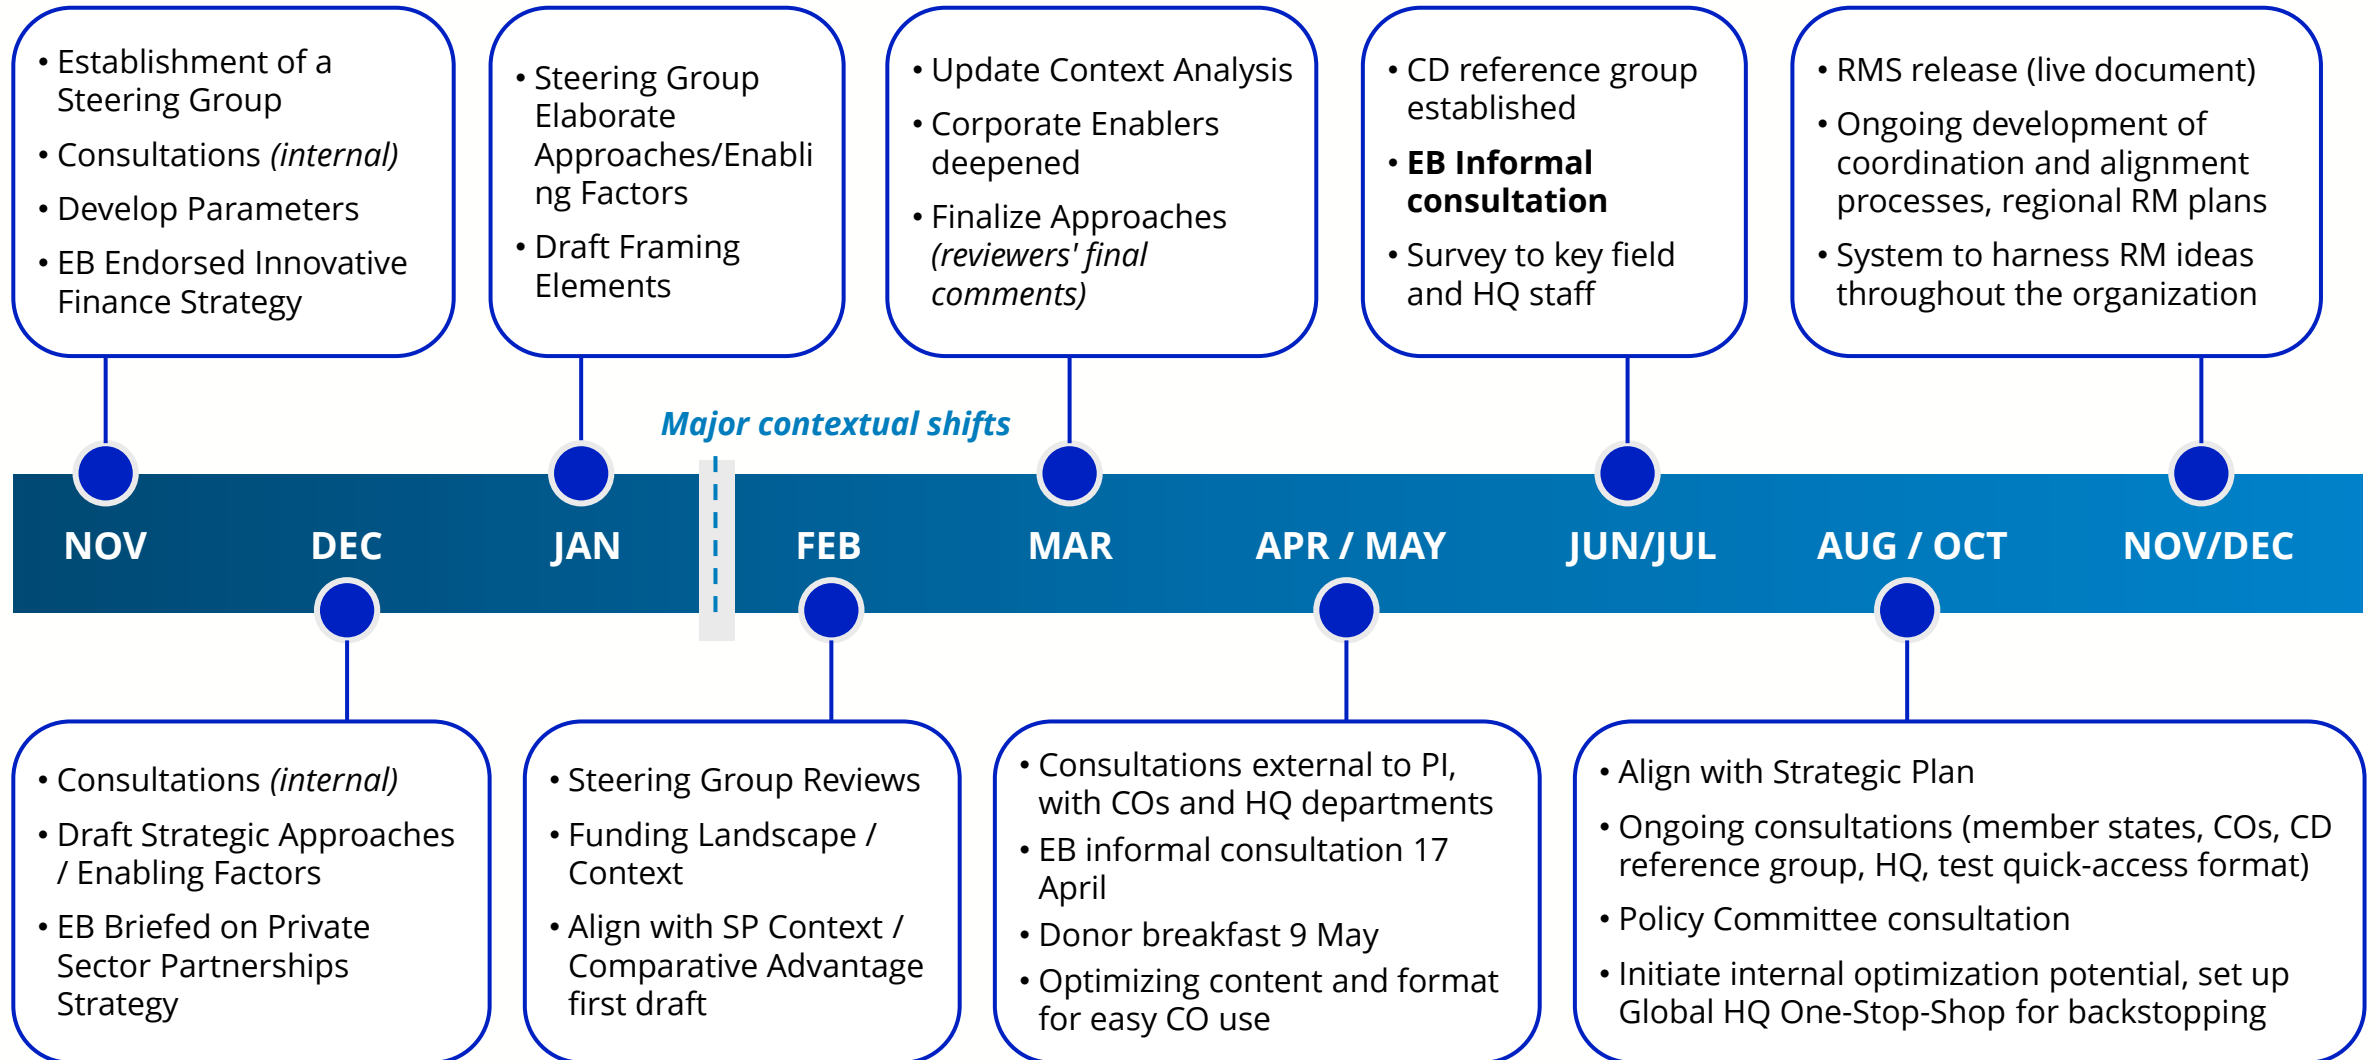 • Establishment of a
Steering Group
• Consultations (internal)
• Develop Parameters
• EB Endorsed Innovative
Finance Strategy
• Steering Group
Elaborate
Approaches/Enabli
ng Factors
• Draft Framing
Elements
• Update Context Analysis
• Corporate Enablers
deepened
• Finalize Approaches
(reviewers' final
comments)
• CD reference group
established
• EB Informal
consultation
• Survey to key field
and HQ staff
• RMS release (live document)
• Ongoing development of
coordination and alignment
processes, regional RM plans
• System to harness RM ideas
throughout the organization
Major contextual shifts
NOV
DEC
JAN
FEB
MAR
APR / MAY
JUN/JUL
AUG / OCT
NOV/DEC
• Consultations (internal)
• Draft Strategic Approaches
/ Enabling Factors
• EB Briefed on Private
Sector Partnerships
Strategy
• Steering Group Reviews
• Funding Landscape /
Context
• Align with SP Context /
Comparative Advantage
first draft
• Consultations external to PI,
with COs and HQ departments
• EB informal consultation 17
April
• Donor breakfast 9 May
• Optimizing content and format
for easy CO use
• Align with Strategic Plan
• Ongoing consultations (member states, COs, CD
reference group, HQ, test quick-access format)
• Policy Committee consultation
• Initiate internal optimization potential, set up
Global HQ One-Stop-Shop for backstopping